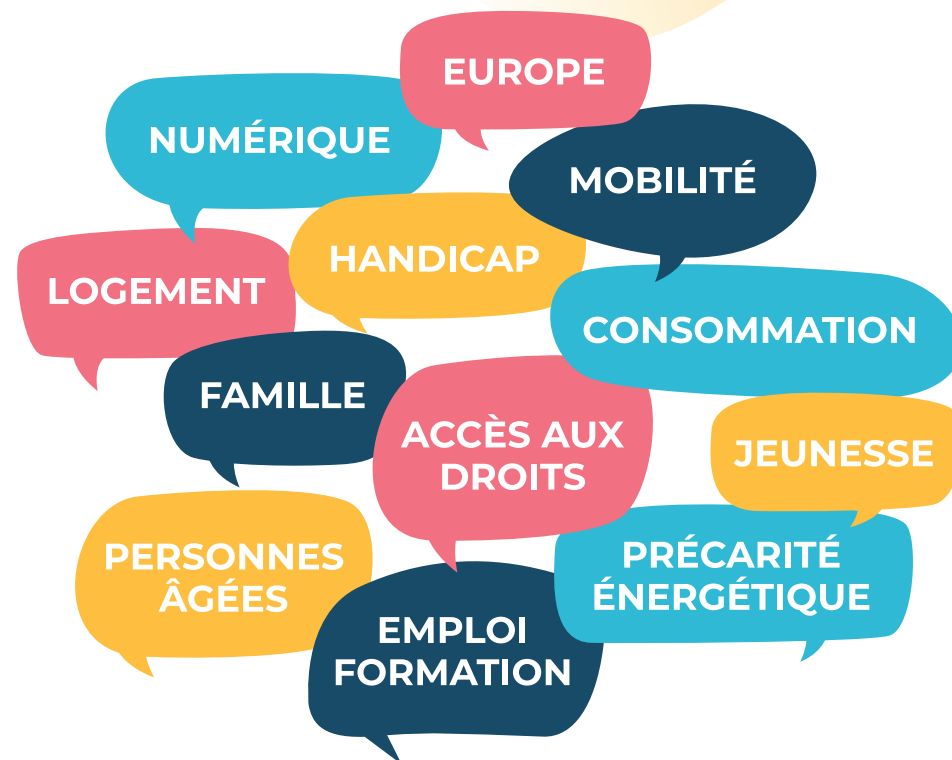 EUROPE
NUMÉRIQUE
MOBILITÉ
HANDICAP
LOGEMENT
CONSOMMATION
FAMILLE
ACCÈS AUX
DROITS
JEUNESSE
PERSONNES
ÂGÉES
PRÉCARITÉ
ÉNERGÉTIQUE
EMPLOI
FORMATION